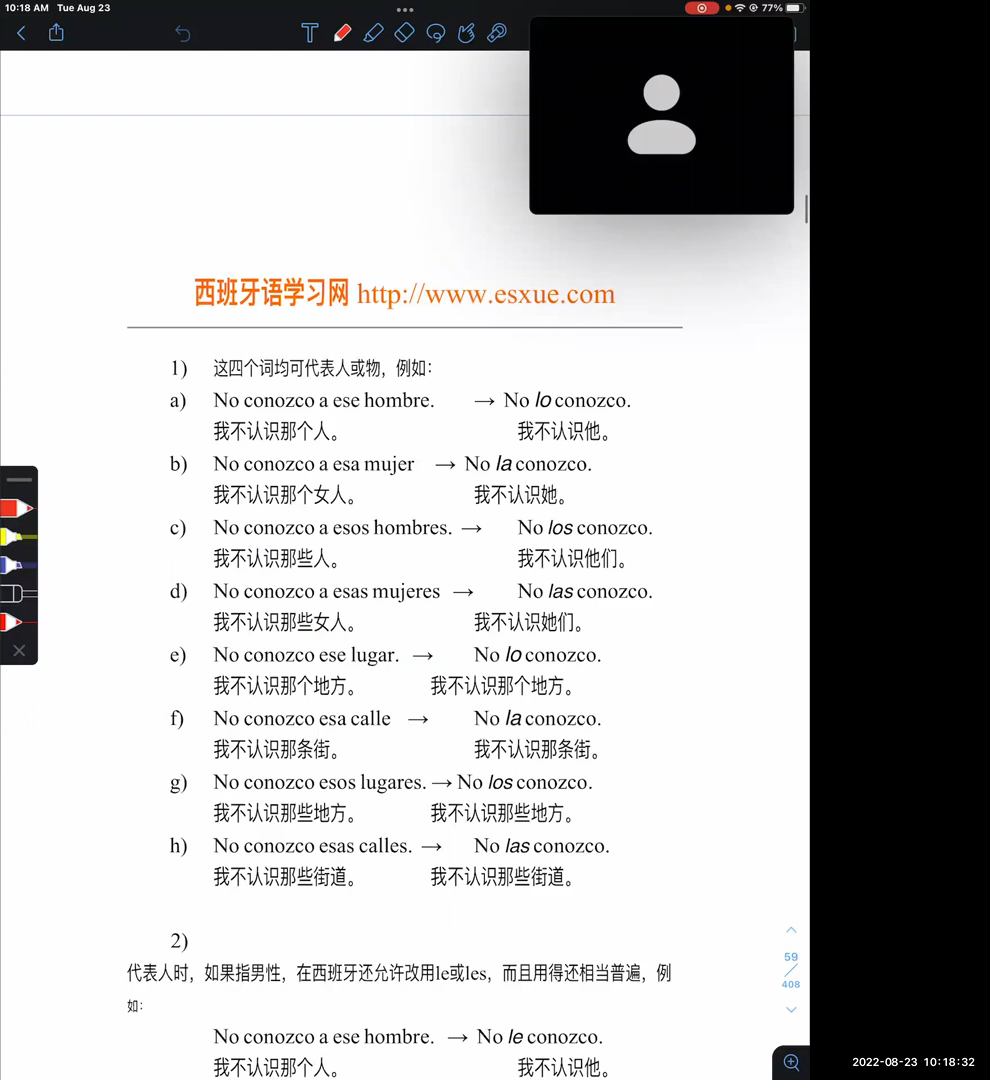 10:18 AM Tue Aug 23
77%
西班牙语学习网 http://www.esxue.com
1) 这四个词均可代表人或物，例如：
a) No conozco a ese hombre. → No lo conozco.
我不认识那个人。 我不认识他。
b) No conozco a esa mujer → No la conozco.
我不认识那个女人。 我不认识她。
c) No conozco a esos hombres. → No los conozco.
我不认识那些人。 我不认识他们。
d) No conozco a esas mujeres → No las conozco.
我不认识那些女人。 我不认识她们。
e) No conozco ese lugar. → No lo conozco.
我不认识那个地方。 我不认识那个地方。
f) No conozco esa calle → No la conozco.
我不认识那条街。 我不认识那条街。
g) No conozco esos lugares. → No los conozco.
我不认识那些地方。 我不认识那些地方。
h) No conozco esas calles. → No las conozco.
我不认识那些街道。 我不认识那些街道。
2)
代表人时，如果指男性，在西班牙还允许改用le或les，而且用得还相当普遍，例
如：
No conozco a ese hombre. → No le conozco.
我不认识那个人。 我不认识他。
59
408
2022-08-23 10:18:32